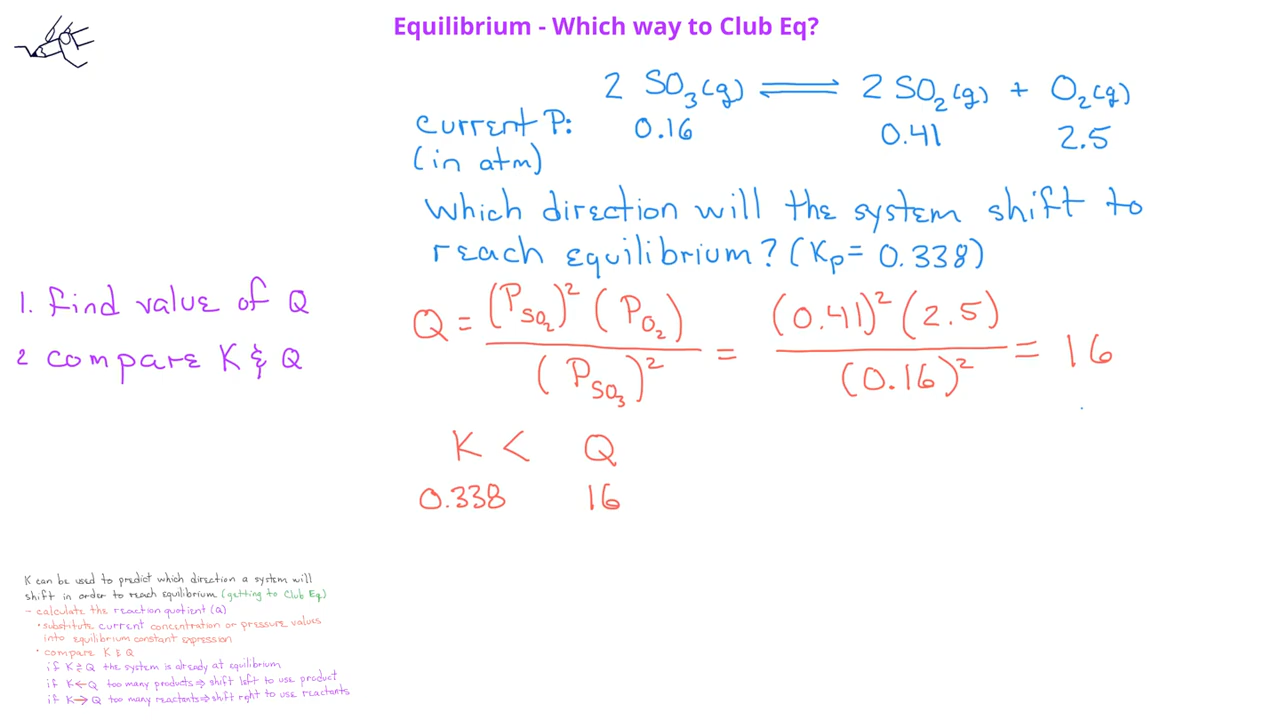 Equilibrium - Which way to Club Eq?
2 SO₃(g) ⇌ 2 SO₂(g) + O₂(g)
Current P: 0.16 0.41 2.5
(in atm)
Which direction will the system shift to
reach equilibrium? (Kp = 0.338)
1. find value of Q
2 compare K & Q
Q = (P_SO₂)² (P_O₂) / (P_SO₃)² = (0.41)² (2.5) / (0.16)² = 16
K < Q
0.338 16
K can be used to predict which direction a system will
shift in order to reach equilibrium (getting to Club Eq)
- calculate the reaction quotient (Q)
• substitute current concentration or pressure values
into equilibrium constant expression
• compare K & Q
if K ⇄ Q the system is already at equilibrium
if K ← Q too many products ⇒ shift left to use product
if K → Q too many reactants ⇒ shift right to use reactants